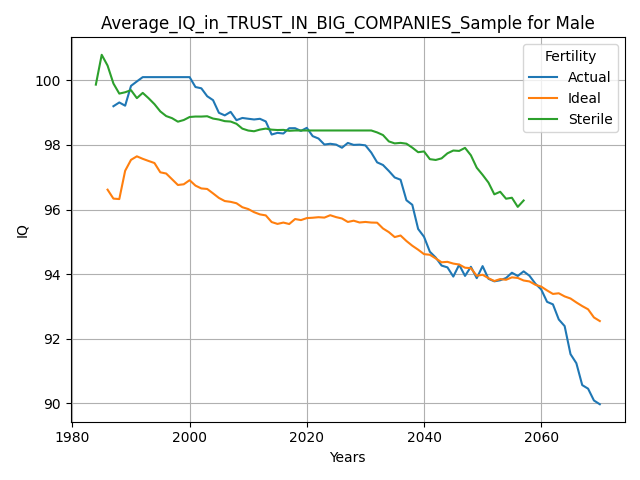 Average_IQ_in_TRUST_IN_BIG_COMPANIES_Sample for Male
Fertility
Actual
Ideal
Sterile
IQ
100
98
96
94
92
90
1980
2000
2020
2040
2060
Years